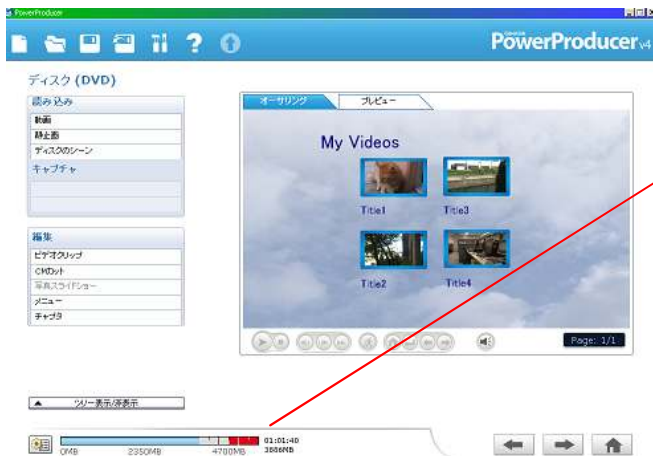 PowerProducer
CyberLink
PowerProducer v4
ディスク (DVD)
読み込み
動画
静止画
ディスクのシーン
キャプチャ
編集
ビデオクリップ
CMカット
写真スライドショー
メニュー
チャプタ
オーサリング
プレビュー
My Videos
Title1
Title3
Title2
Title4
Page: 1/1
ツリー表示/非表示
0MB
2350MB
4700MB
01:01:40
3806MB